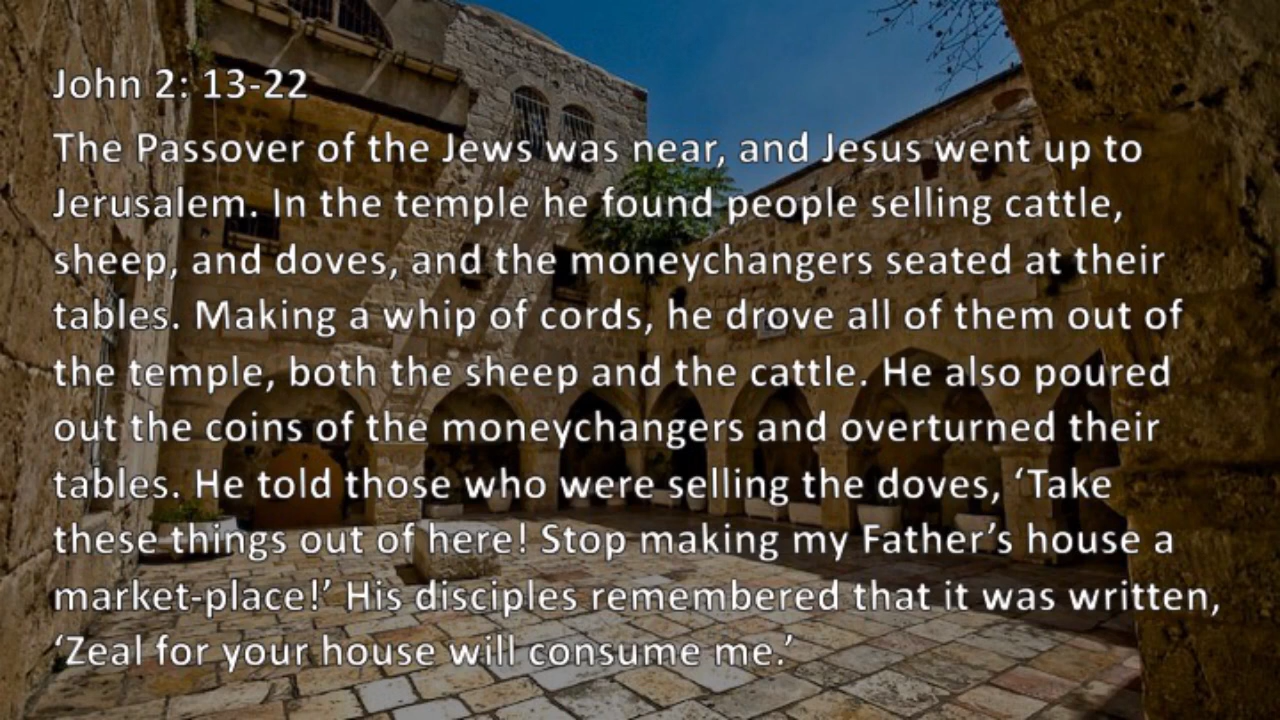 John 2: 13-22
The Passover of the Jews was near, and Jesus went up to
Jerusalem. In the temple he found people selling cattle,
sheep, and doves, and the moneychangers seated at their
tables. Making a whip of cords, he drove all of them out of
the temple, both the sheep and the cattle. He also poured
out the coins of the moneychangers and overturned their
tables. He told those who were selling the doves, ‘Take
these things out of here! Stop making my Father’s house a
market-place!’ His disciples remembered that it was written,
‘Zeal for your house will consume me.’